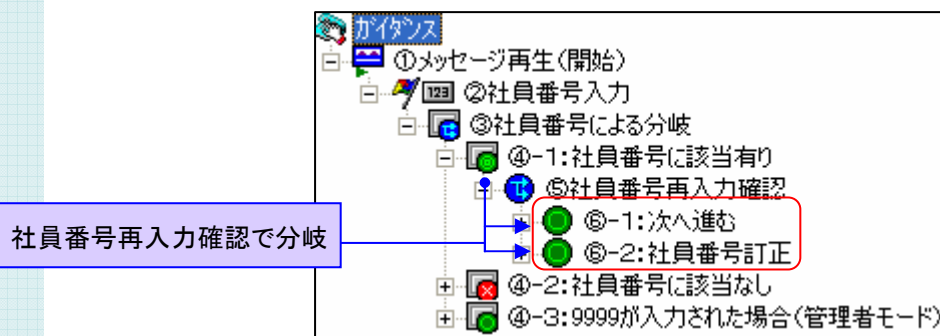 ガイダンス
①メッセージ再生(開始)
123 ②社員番号入力
③社員番号による分岐
④-1:社員番号に該当有り
⑤社員番号再入力確認
⑥-1:次へ進む
社員番号再入力確認で分岐
⑥-2:社員番号訂正
④-2:社員番号に該当なし
④-3:9999が入力された場合(管理者モード)